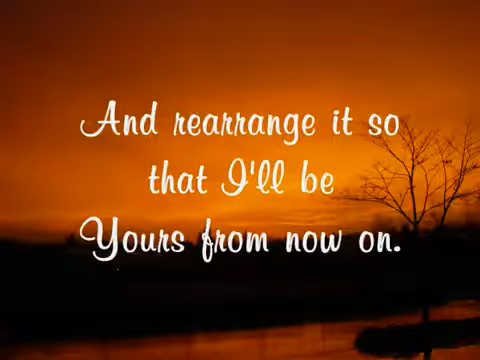 And rearrange it so
that I'll be
Yours from now on.